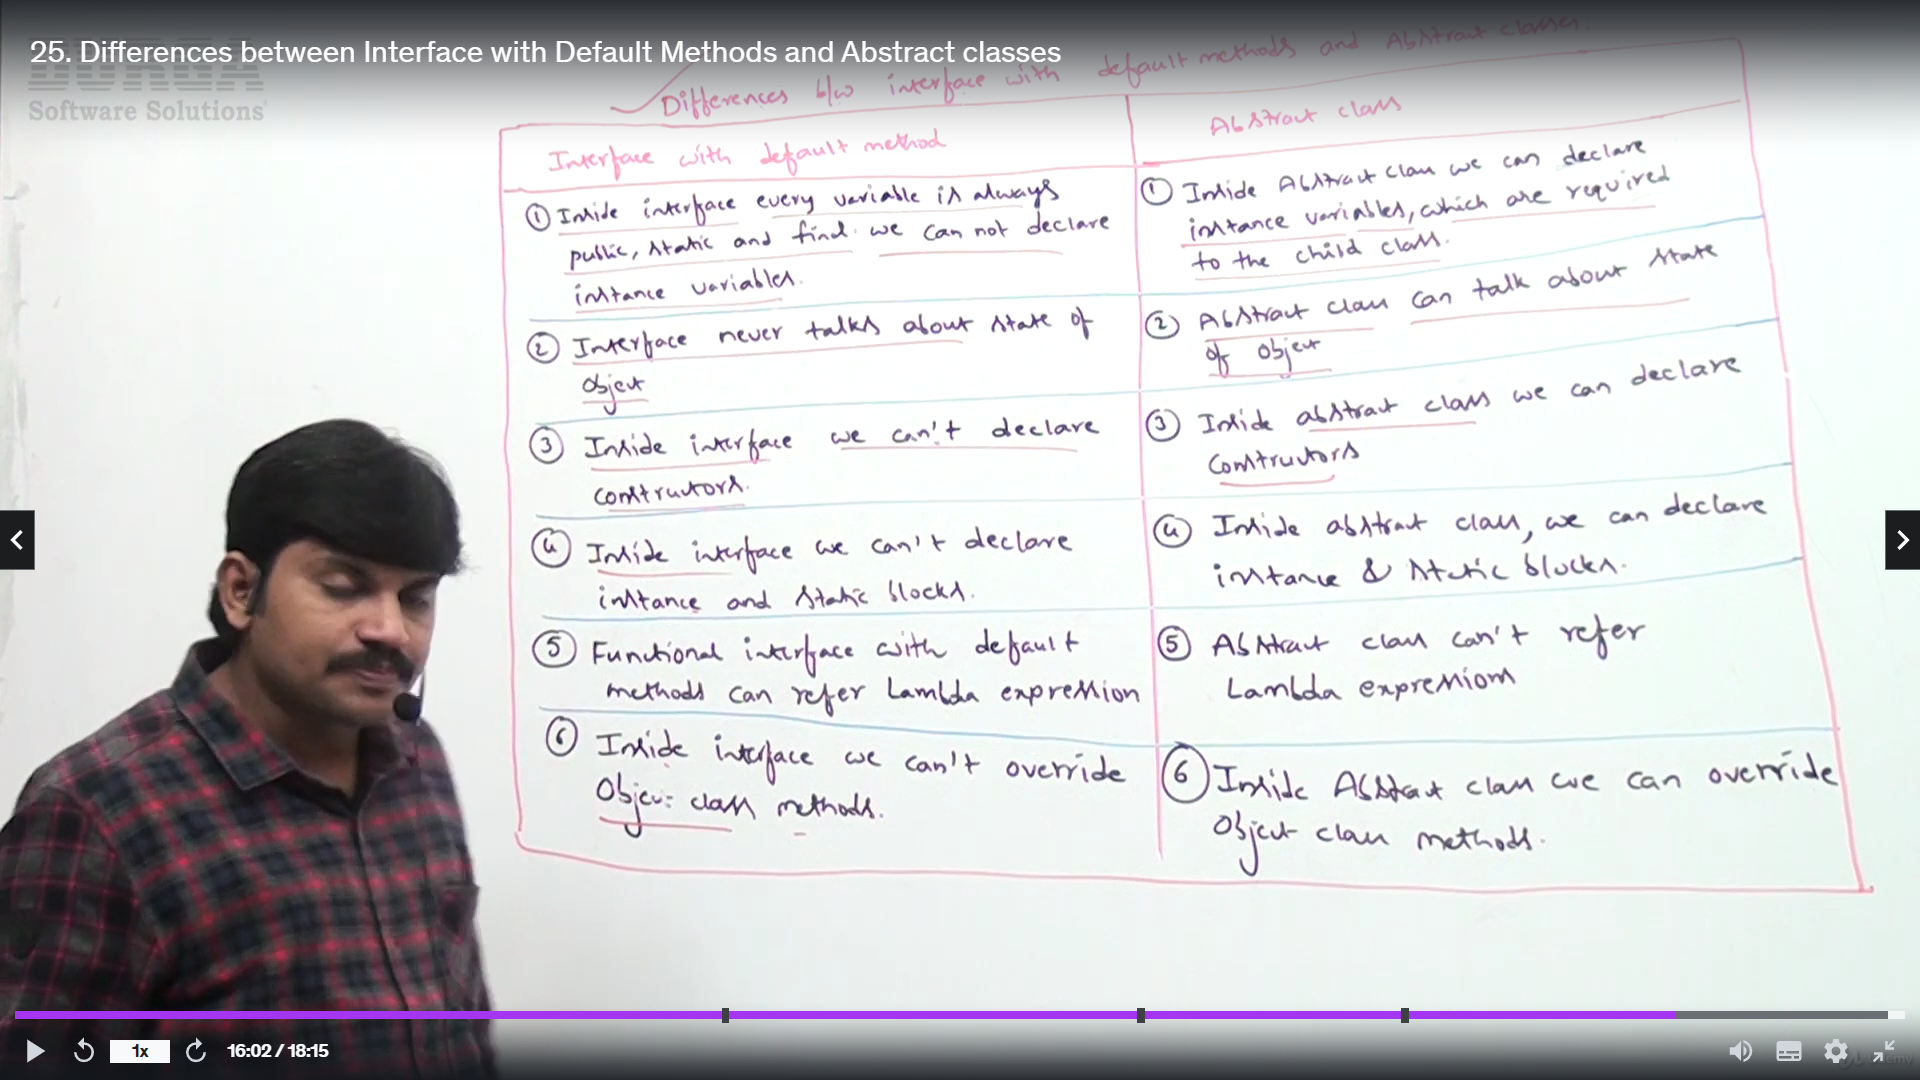 25. Differences between Interface with Default Methods and Abstract classes
DURGA
Software Solutions
Differences b/w interface with default methods and Abstract classes.
Interface with default method
Abstract class
① Inside interface every variable is always
public, static and final. we can not declare
instance variables.
① Inside Abstract class we can declare
instance variables, which are required
to the child class.
② Interface never talks about state of
Object
② Abstract class can talk about state
of Object
③ Inside interface we can't declare
constructors.
③ Inside abstract class we can declare
constructors
④ Inside interface we can't declare
instance and static blocks.
④ Inside abstract class, we can declare
instance & static blocks.
⑤ Functional interface with default
methods can refer Lambda expression
⑤ Abstract class can't refer
Lambda expressions
⑥ Inside interface we can't override
Object class methods.
⑥ Inside Abstract class we can override
Object class methods.
1x
16:02 / 18:15